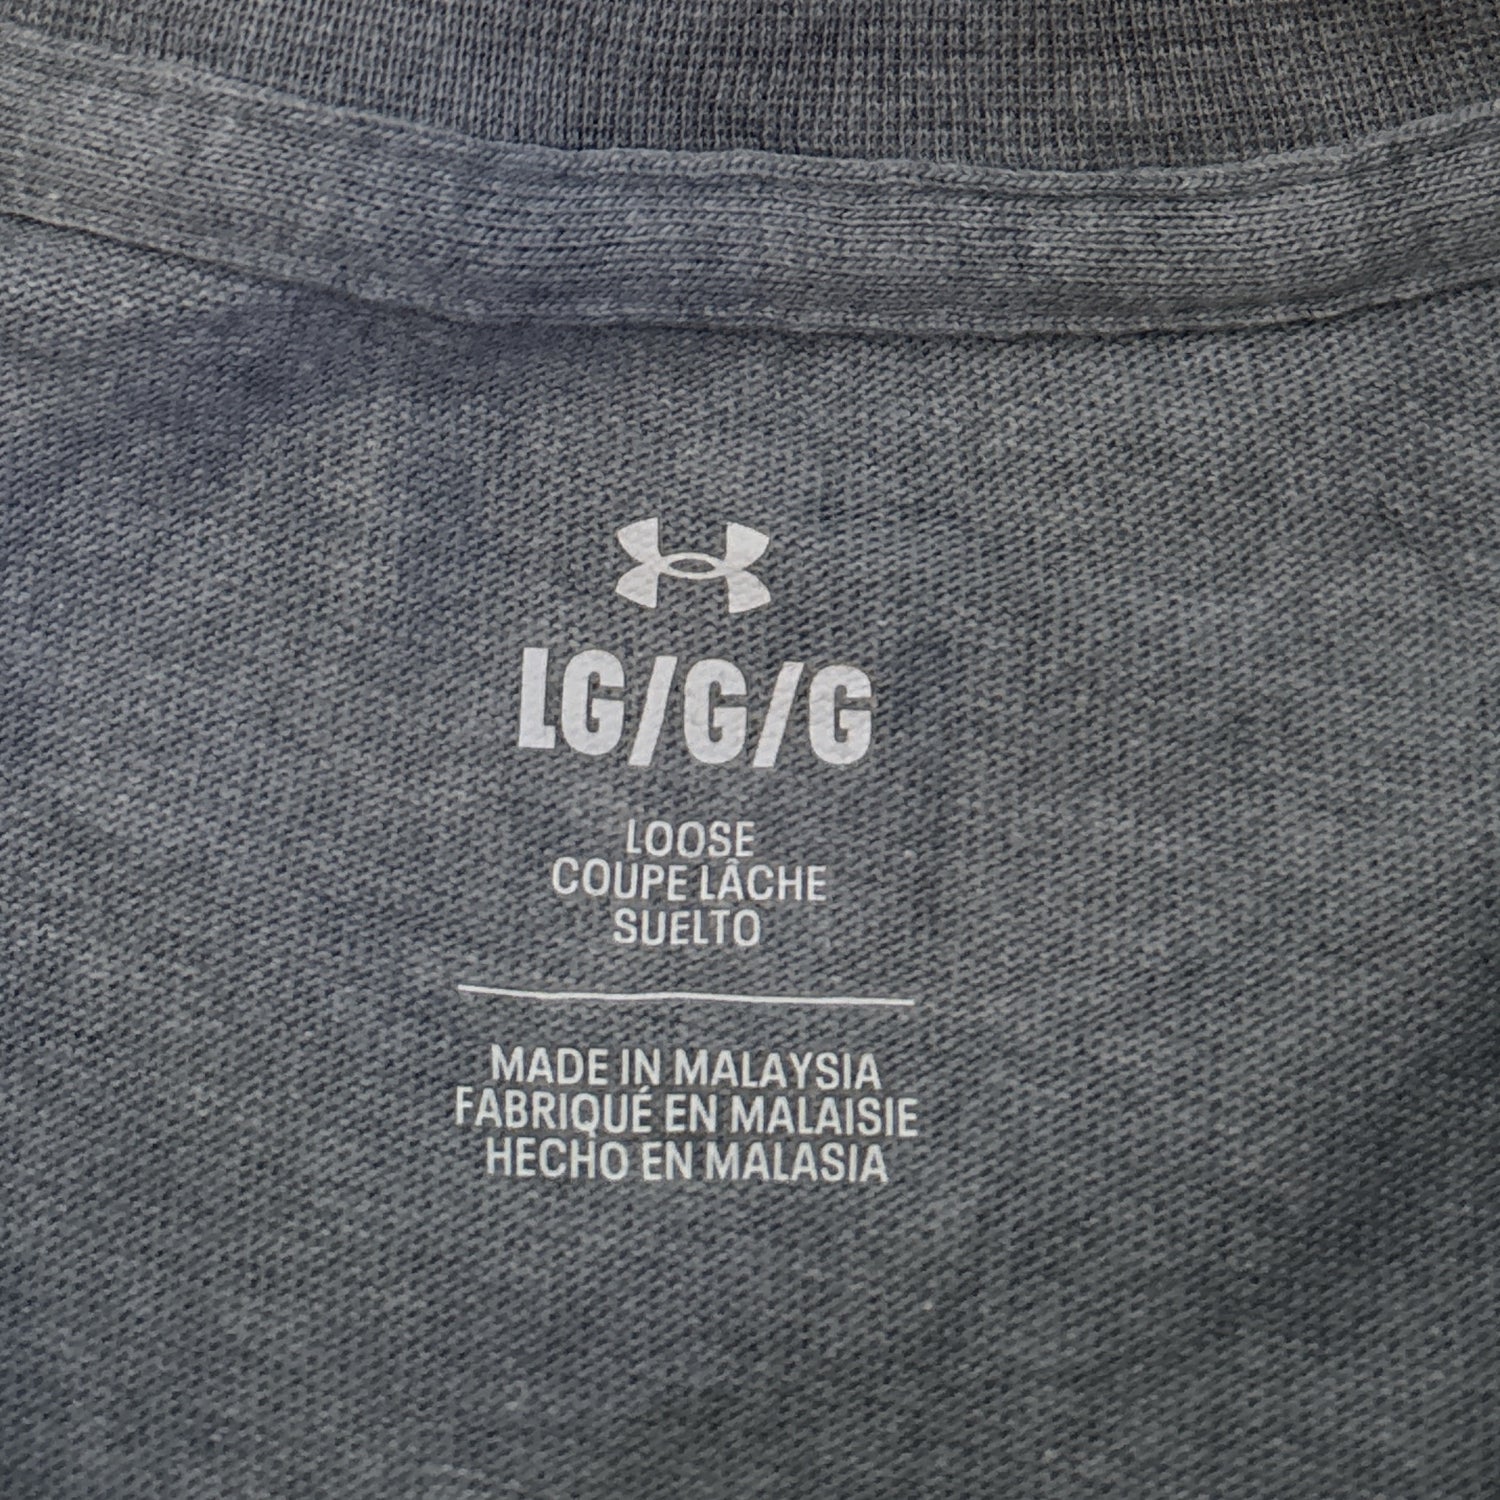 LG/G/G
LOOSE
COUPE LÂCHE
SUELTO
MADE IN MALAYSIA
FABRIQUÉ EN MALAISIE
HECHO EN MALASIA